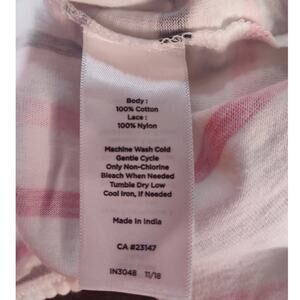 Body :
100% Cotton
Lace :
100% Nylon
Machine Wash Cold
Gentle Cycle
Only Non-Chlorine
Bleach When Needed
Tumble Dry Low
Cool Iron, If Needed
Made in India
CA #23147
IN3048 11/18